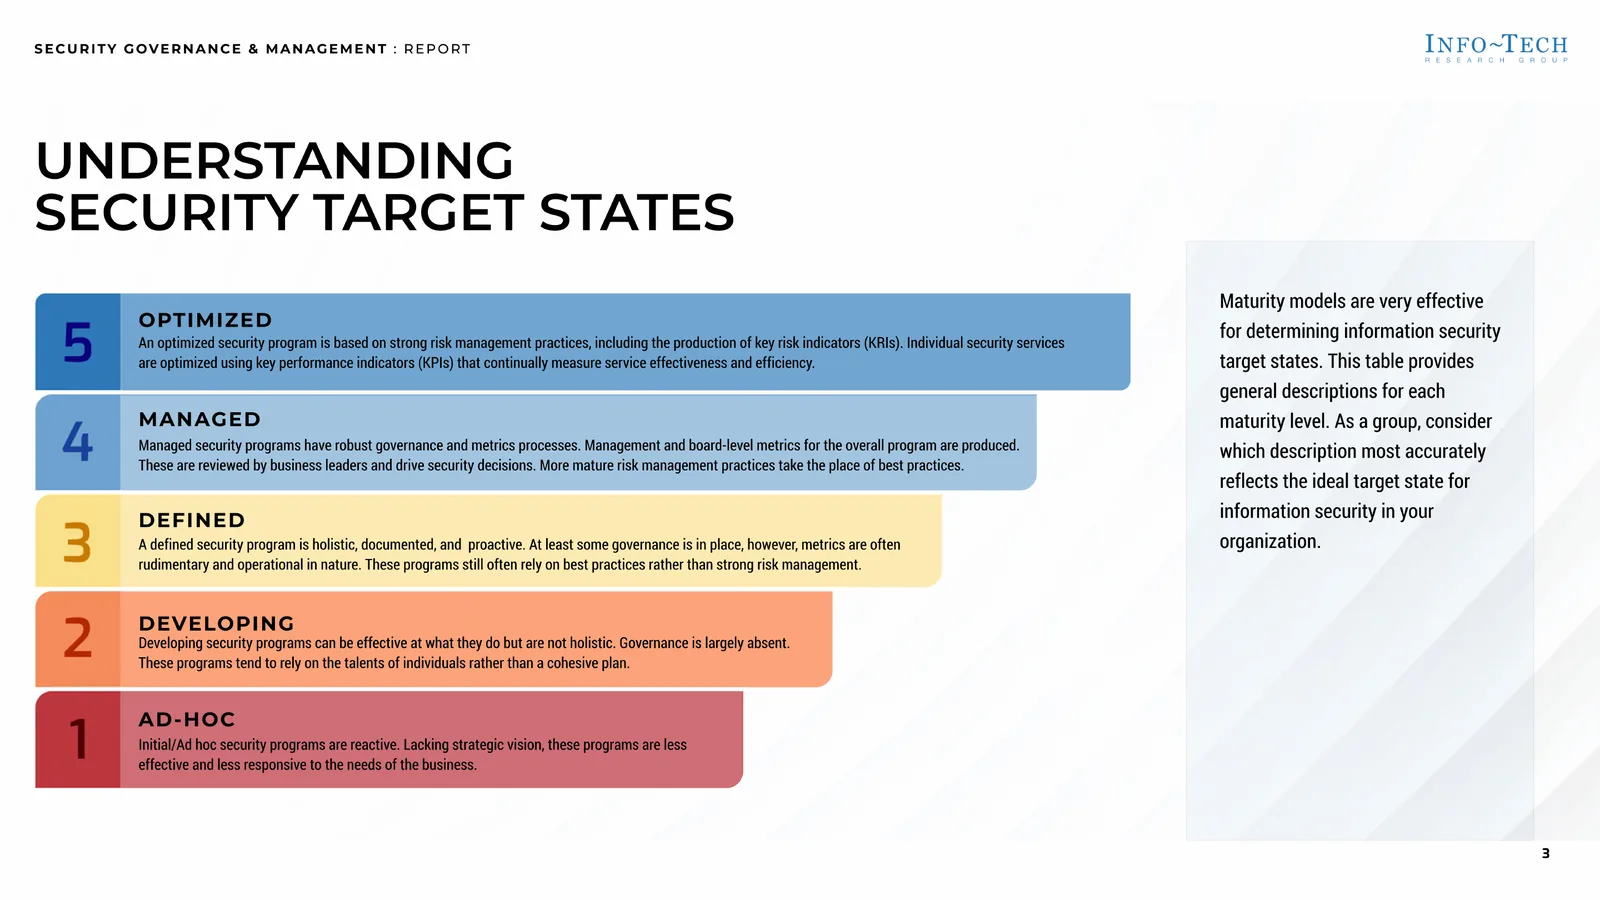 SECURITY GOVERNANCE & MANAGEMENT : REPORT
INFO~TECH
RESEARCH GROUP
UNDERSTANDING
SECURITY TARGET STATES
5
OPTIMIZED
An optimized security program is based on strong risk management practices, including the production of key risk indicators (KRIs). Individual security services
are optimized using key performance indicators (KPIs) that continually measure service effectiveness and efficiency.
4
MANAGED
Managed security programs have robust governance and metrics processes. Management and board-level metrics for the overall program are produced.
These are reviewed by business leaders and drive security decisions. More mature risk management practices take the place of best practices.
3
DEFINED
A defined security program is holistic, documented, and  proactive. At least some governance is in place, however, metrics are often
rudimentary and operational in nature. These programs still often rely on best practices rather than strong risk management.
2
DEVELOPING
Developing security programs can be effective at what they do but are not holistic. Governance is largely absent.
These programs tend to rely on the talents of individuals rather than a cohesive plan.
1
AD-HOC
Initial/Ad hoc security programs are reactive. Lacking strategic vision, these programs are less
effective and less responsive to the needs of the business.
Maturity models are very effective
for determining information security
target states. This table provides
general descriptions for each
maturity level. As a group, consider
which description most accurately
reflects the ideal target state for
information security in your
organization.
3